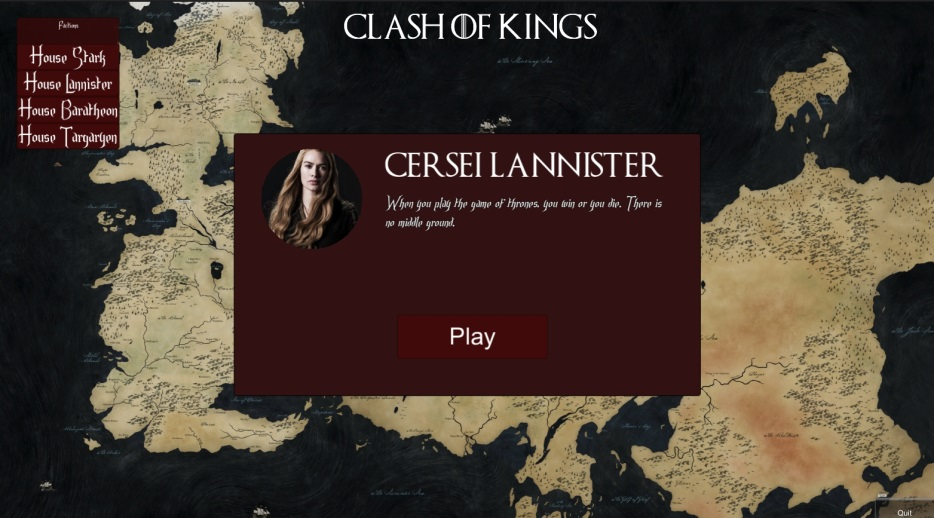 CLASH OF KINGS
Factions
House Stark
House Lannister
House Baratheon
House Targaryen
CERSEI LANNISTER
When you play the game of thrones, you win or you die. There is
no middle ground.
Play
Quit